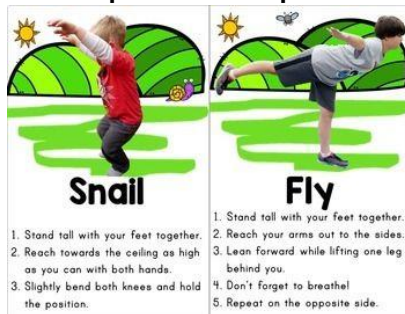 Snail
1. Stand tall with your feet together.
2. Reach towards the ceiling as high
as you can with both hands.
3. Slightly bend both knees and hold
the position.
Fly
1. Stand tall with your feet together.
2. Reach your arms out to the sides.
3. Lean forward while lifting one leg
behind you.
4. Don't forget to breathe!
5. Repeat on the opposite side.